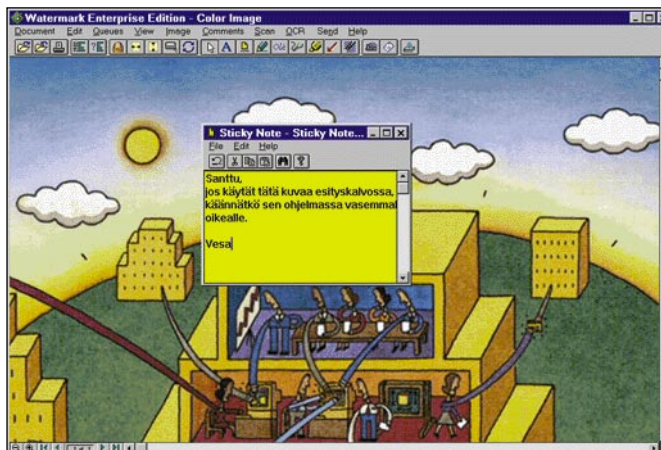 Watermark Enterprise Edition - Color Image
Document Edit Queues View Image Comments Scan OCR Send Help
Sticky Note - Sticky Note...
File Edit Help
Santtu,
jos käytät tätä kuvaa esityskalvossa,
käännätkö sen ohjelmassa vasemmal
oikealle.
Vesa